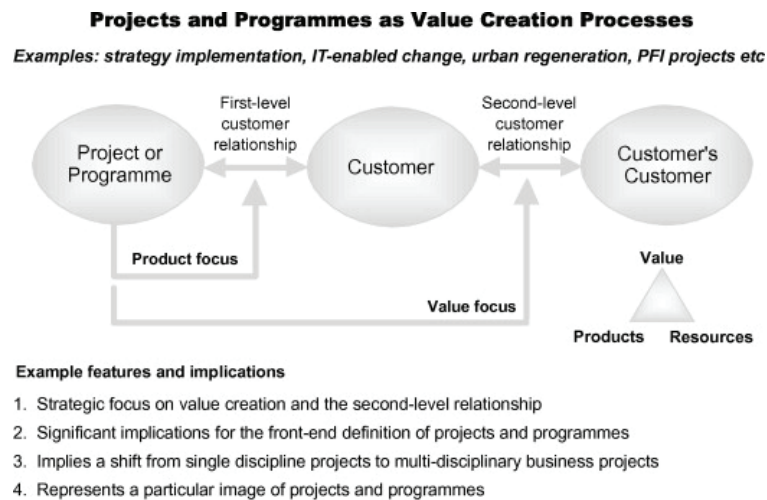 Projects and Programmes as Value Creation Processes
Examples: strategy implementation, IT-enabled change, urban regeneration, PFI projects etc
First-level
customer
relationship
Second-level
customer
relationship
Project or
Programme
Customer
Customer's
Customer
Product focus
Value focus
Value
Products Resources
Example features and implications
1. Strategic focus on value creation and the second-level relationship
2. Significant implications for the front-end definition of projects and programmes
3. Implies a shift from single discipline projects to multi-disciplinary business projects
4. Represents a particular image of projects and programmes